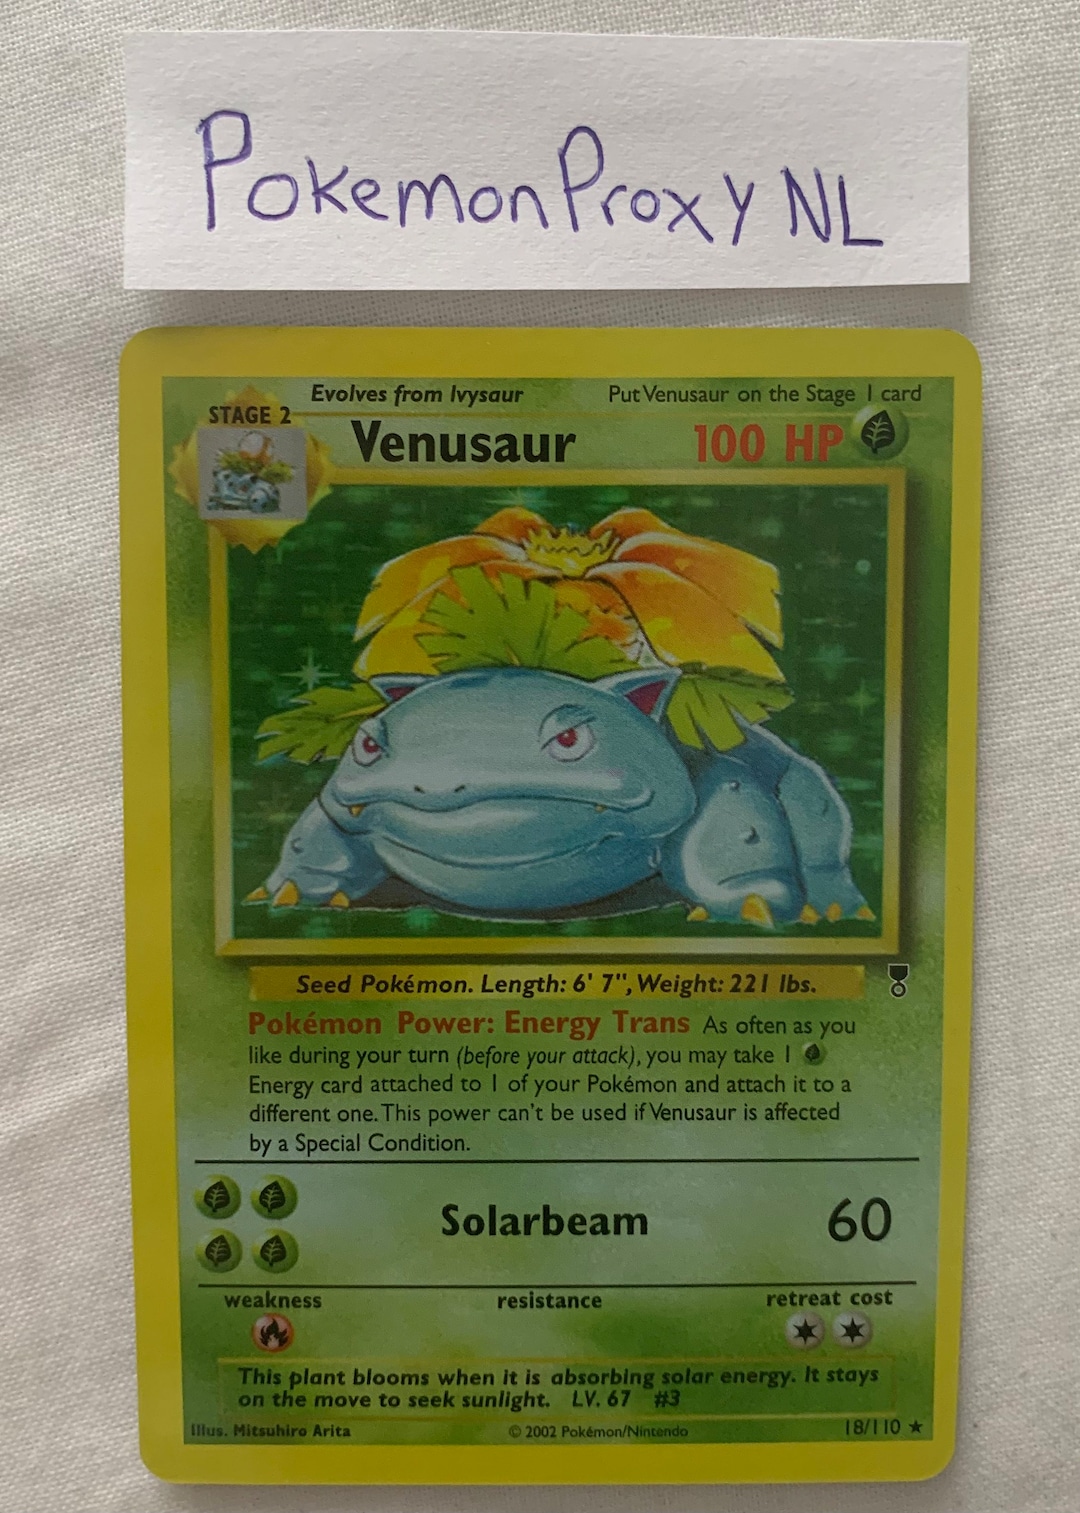 PokemonProxyNL
Evolves from Ivysaur Put Venusaur on the Stage 1 card
STAGE 2
Venusaur 100 HP
Seed Pokémon. Length: 6' 7", Weight: 221 lbs.
Pokémon Power: Energy Trans As often as you
like during your turn (before your attack), you may take 1
Energy card attached to 1 of your Pokémon and attach it to a
different one. This power can't be used if Venusaur is affected
by a Special Condition.
Solarbeam 60
weakness resistance retreat cost
This plant blooms when it is absorbing solar energy. It stays
on the move to seek sunlight. LV. 67 #3
Illus. Mitsuhiro Arita © 2002 Pokémon/Nintendo 18/110 ★